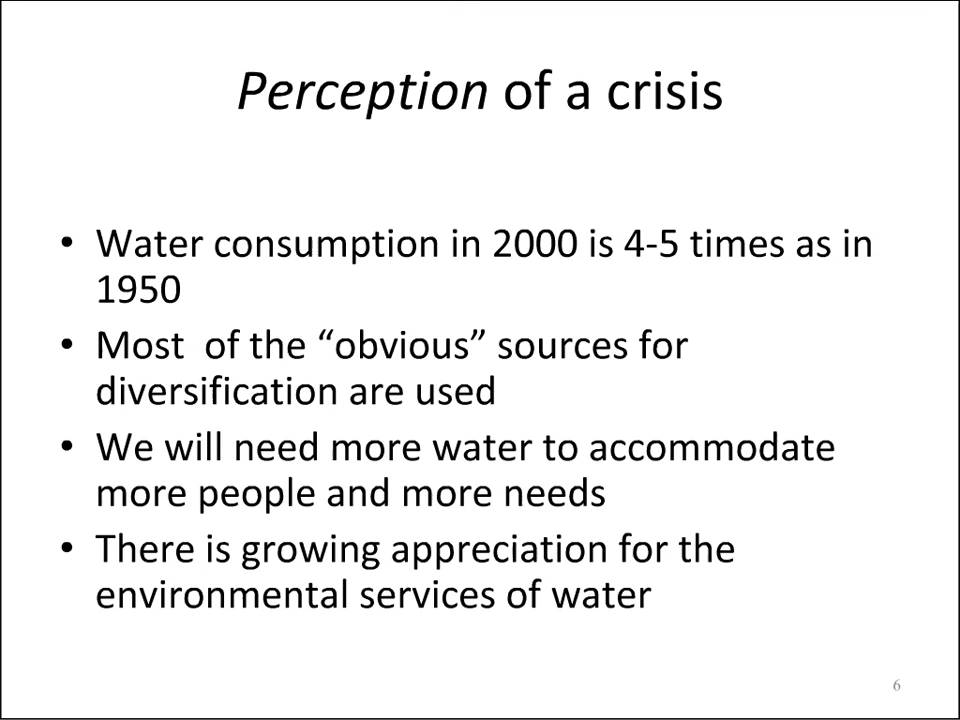 Perception of a crisis
• Water consumption in 2000 is 4-5 times as in
1950
• Most  of the “obvious” sources for
diversification are used
• We will need more water to accommodate
more people and more needs
• There is growing appreciation for the
environmental services of water
6